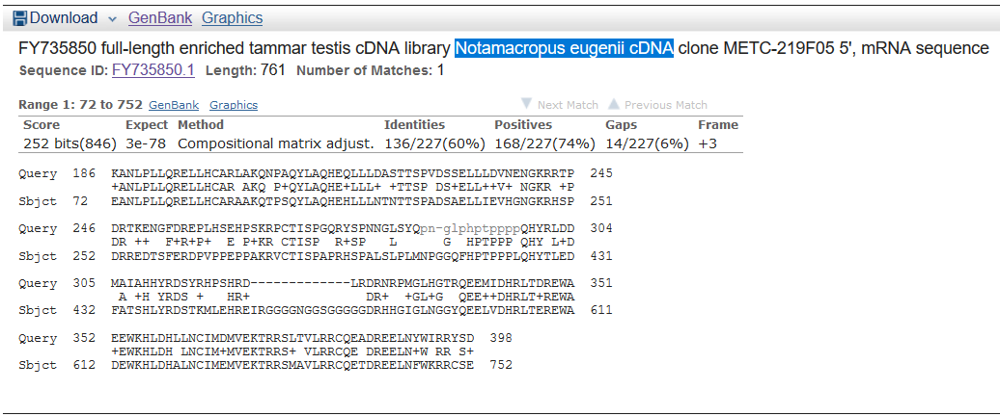 Download GenBank Graphics
FY735850 full-length enriched tammar testis cDNA library Notamacropus eugenii cDNA clone METC-219F05 5', mRNA sequence
Sequence ID: FY735850.1 Length: 761 Number of Matches: 1
Range 1: 72 to 752 GenBank Graphics Next Match Previous Match
Score Expect Method Identities Positives Gaps Frame
252 bits(846) 3e-78 Compositional matrix adjust. 136/227(60%) 168/227(74%) 14/227(6%) +3
Query 186 KANLPLLQRELLHCARLAKQNPAQYLAQHEQLLLDASTTSPVDSSELLLDVNENGKRRTP 245
+ANLPLLQRELLHCAR AKQ P+QYLAQHE+LLL+ +TTSP DS+ELL++V+ NGKR +P
Sbjct 72 EANLPLLQRELLHCARAAKQTPSQYLAQHEHLLLNTNTTSPADSAELLIEVHGNGKRHSP 251
Query 246 DRTKENGFDREPLHSEHPSKRPCTISPGQRYSPNNGLSYQpn-glphptppppQHYRLDD 304
DR ++ F+R+P+ E P+KR CTISP R+SP L G HPTPPP QHY L+D
Sbjct 252 DRREDTSFERDPVPPEPPAKRVCTISPAPRHSPALSLPLMNPGGQFHPTPPPLQHYTLED 431
Query 305 MAIAHHYRDSYRHPSHRD-------------LRDRNRPMGLHGTRQEEMIDHRLTDREWA 351
A +H YRDS + HR+ DR+ +GL+G QEE++DHRLT+REWA
Sbjct 432 FATSHLYRDSTKMLEHREIRGGGGNGGSGGGGGDRHHGIGLNGGYQEELVDHRLTEREWA 611
Query 352 EEWKHLDHLLNCIMDMVEKTRRSLTVLRRCQEADREELNYWIRRYSD 398
+EWKHLDH LNCIM+MVEKTRRS+ VLRRCQE DREELN+W RR S+
Sbjct 612 DEWKHLDHALNCIMEMVEKTRRSMAVLRRCQETDREELNFWKRRCSE 752